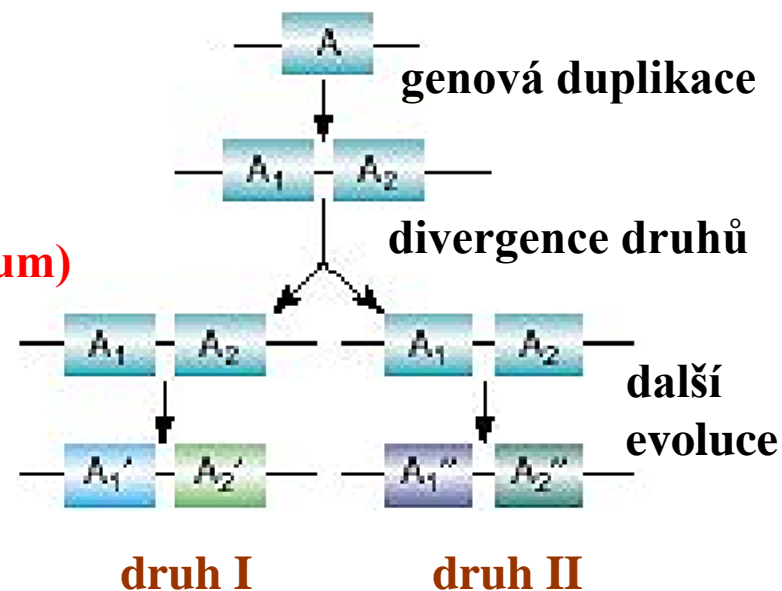 A
genová duplikace
A₁ A₂
divergence druhů
um)
A₁ A₂ A₁ A₂
další
evoluce
A₁′ A₂′ A₁″ A₂″
druh I druh II